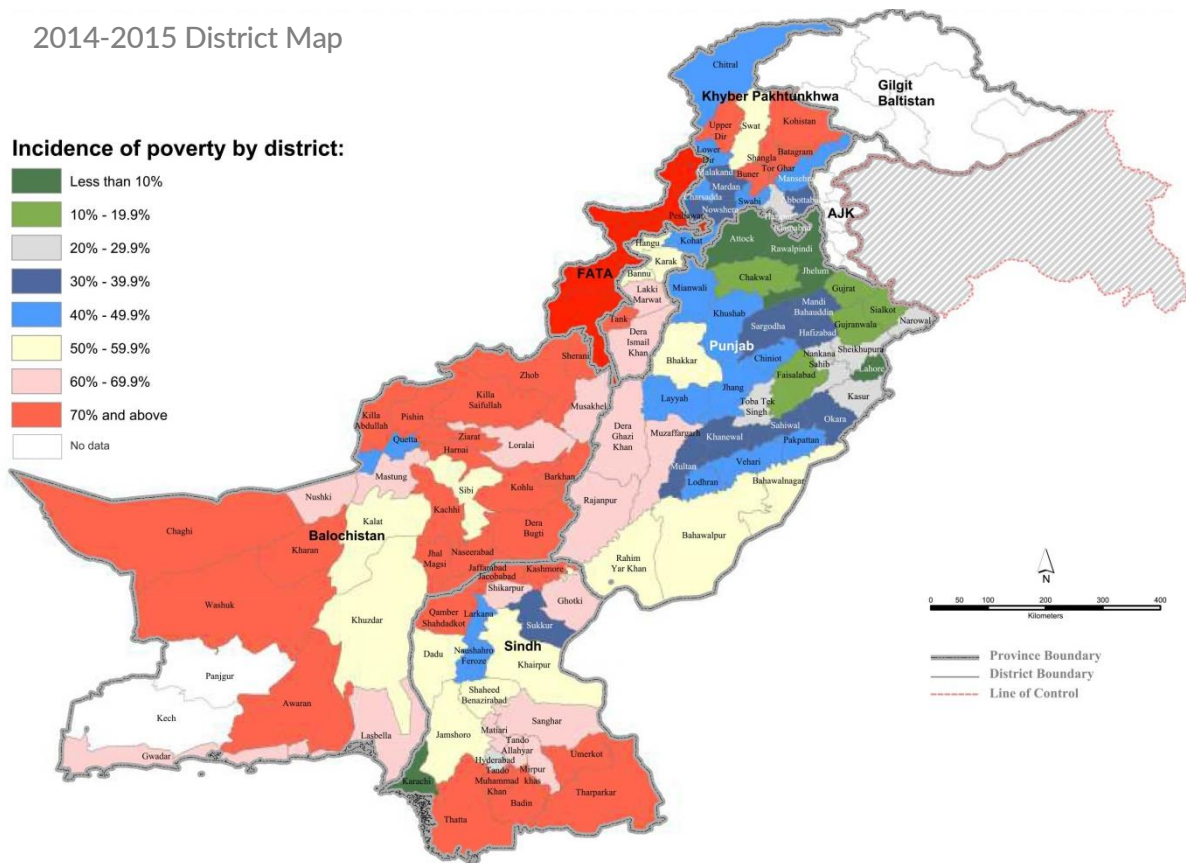 2014-2015 District Map
Incidence of poverty by district:
Less than 10%
10% - 19.9%
20% - 29.9%
30% - 39.9%
40% - 49.9%
50% - 59.9%
60% - 69.9%
70% and above
No data
Chitral
Gilgit
Baltistan
Khyber Pakhtunkhwa
Upper
Dir
Swat
Kohistan
Lower
Dir
Shangla
Batagram
Tor Ghar
Malakand
Buner
Mansehra
Mardan
Charsadda
Swabi
Abbottabad
Nowshera
Peshawar
AJK
Attock
Rawalpindi
Hangu
Kohat
Karak
FATA
Bannu
Chakwal
Jhelum
Mianwali
Gujrat
Lakki
Marwat
Mandi
Bahauddin
Khushab
Sialkot
Tank
Sargodha
Gujranwala
Narowal
Hafizabad
Dera
Ismail
Khan
Punjab
Sheikhupura
Nankana
Sahib
Sherani
Bhakkar
Chiniot
Lahore
Zhob
Faisalabad
Killa
Saifullah
Jhang
Layyah
Kasur
Musakhel
Toba Tek
Singh
Okara
Killa
Abdullah
Pishin
Dera
Ghazi
Khan
Muzaffargarh
Sahiwal
Quetta
Ziarat
Harnai
Loralai
Khanewal
Pakpattan
Multan
Vehari
Mastung
Barkhan
Lodhran
Bahawalnagar
Nushki
Sibi
Kohlu
Rajanpur
Kachhi
Chaghi
Kalat
Dera
Bugti
Bahawalpur
Balochistan
Kharan
Jhal
Magsi
Naseerabad
Rahim
Yar Khan
Jaffarabad
Jacobabad
Kashmore
Shikarpur
Washuk
Ghotki
Qamber
Shahdadkot
Larkana
Khuzdar
Sukkur
Sindh
Dadu
Naushahro
Feroze
Khairpur
Panjgur
Shaheed
Benazirabad
Kech
Awaran
Sanghar
Lasbella
Jamshoro
Matiari
Tando
Allahyar
Gwadar
Umerkot
Hyderabad
Tando
Muhammad
Khan
Mirpur
khas
Karachi
Tharparkar
Badin
Thatta
N
0 50 100 200 300 400
Kilometers
Province Boundary
District Boundary
Line of Control